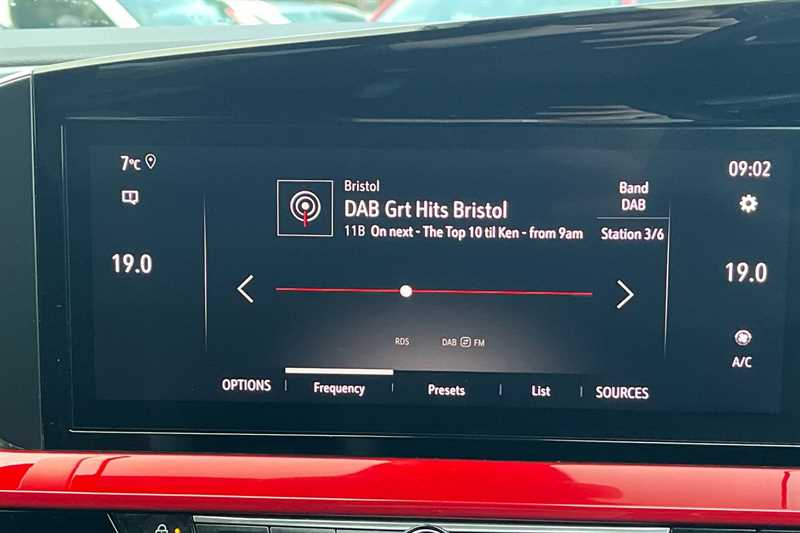 7°C
09:02
Bristol
DAB Grt Hits Bristol
11B On next - The Top 10 til Ken - from 9am
Band
DAB
Station 3/6
19.0
19.0
RDS
DAB FM
A/C
OPTIONS
Frequency
Presets
List
SOURCES